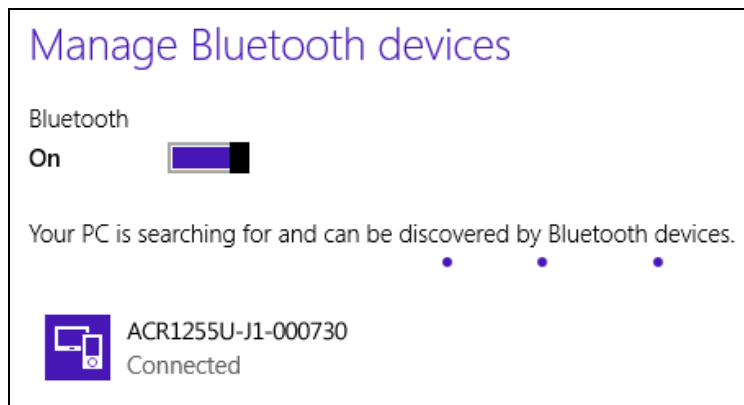 Manage Bluetooth devices
Bluetooth
On
Your PC is searching for and can be discovered by Bluetooth devices.
ACR1255U-J1-000730
Connected